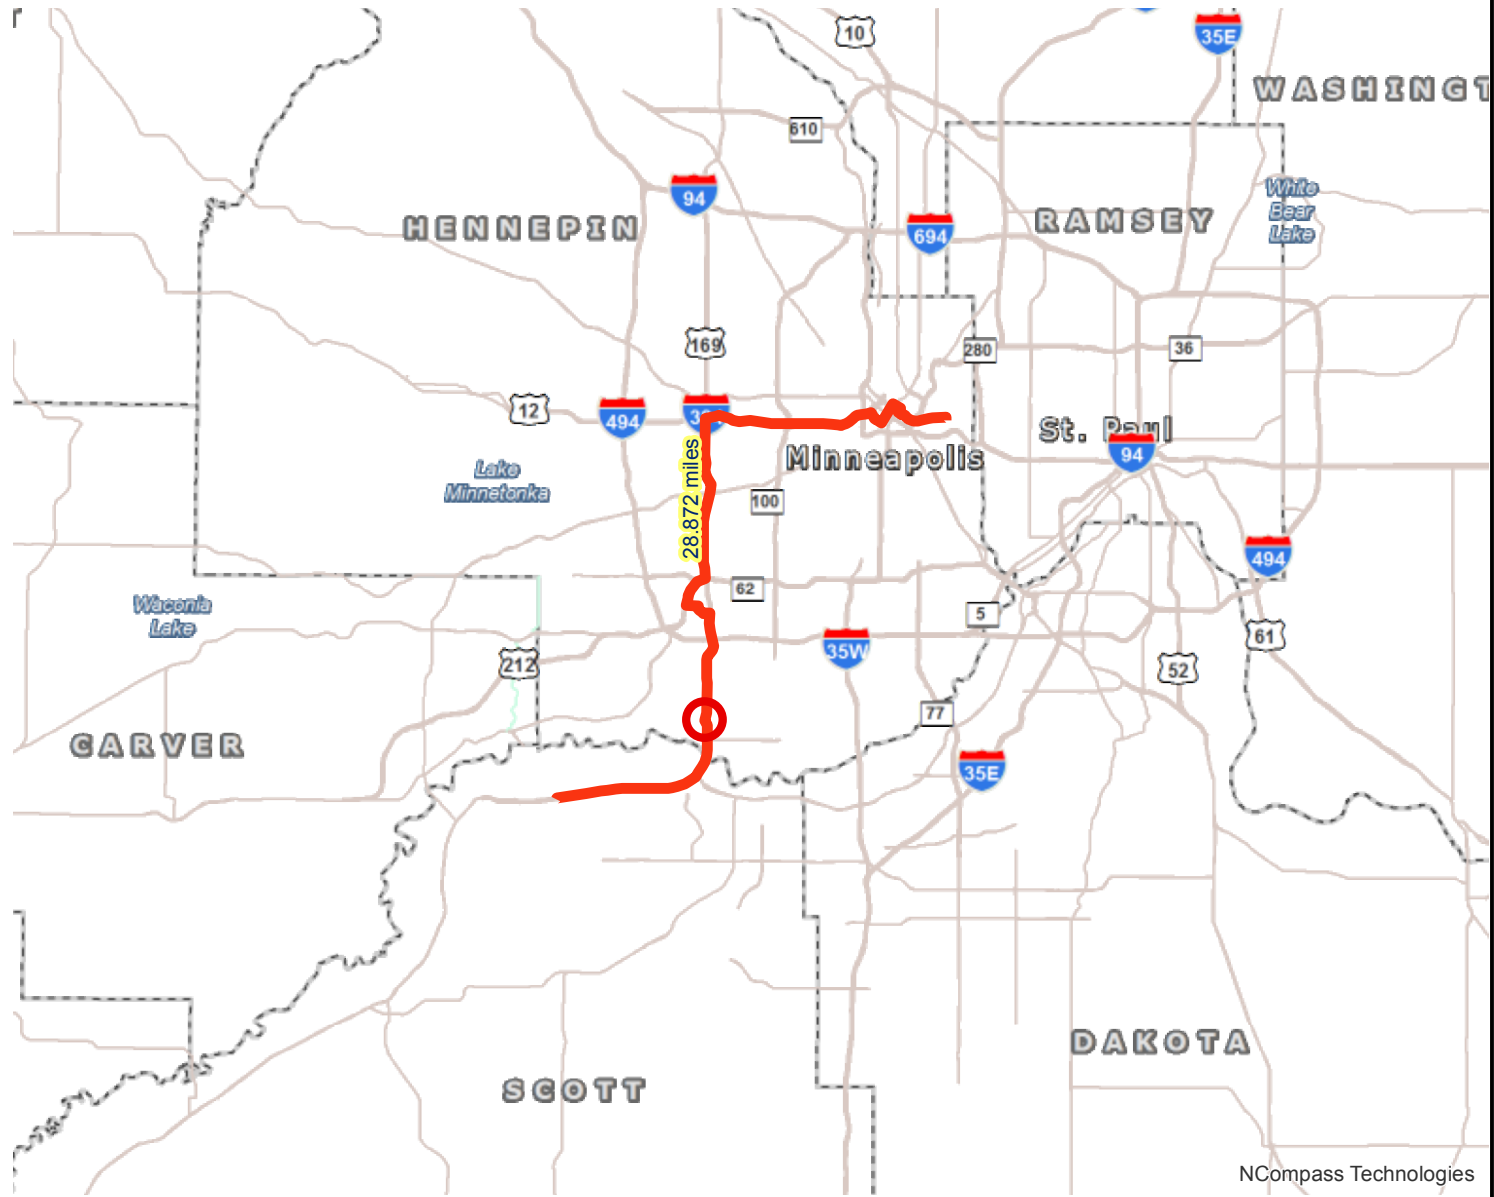 10
35E
WASHINGT
610
94
HENNEPIN
694
RAMSEY
White
Bear
Lake
169
280
36
12
494
St. Paul
94
Minneapolis
Lake
Minnetonka
28.872 miles
100
494
62
5
Waconia
Lake
212
35W
61
52
77
CARVER
35E
DAKOTA
SCOTT
NCompass Technologies